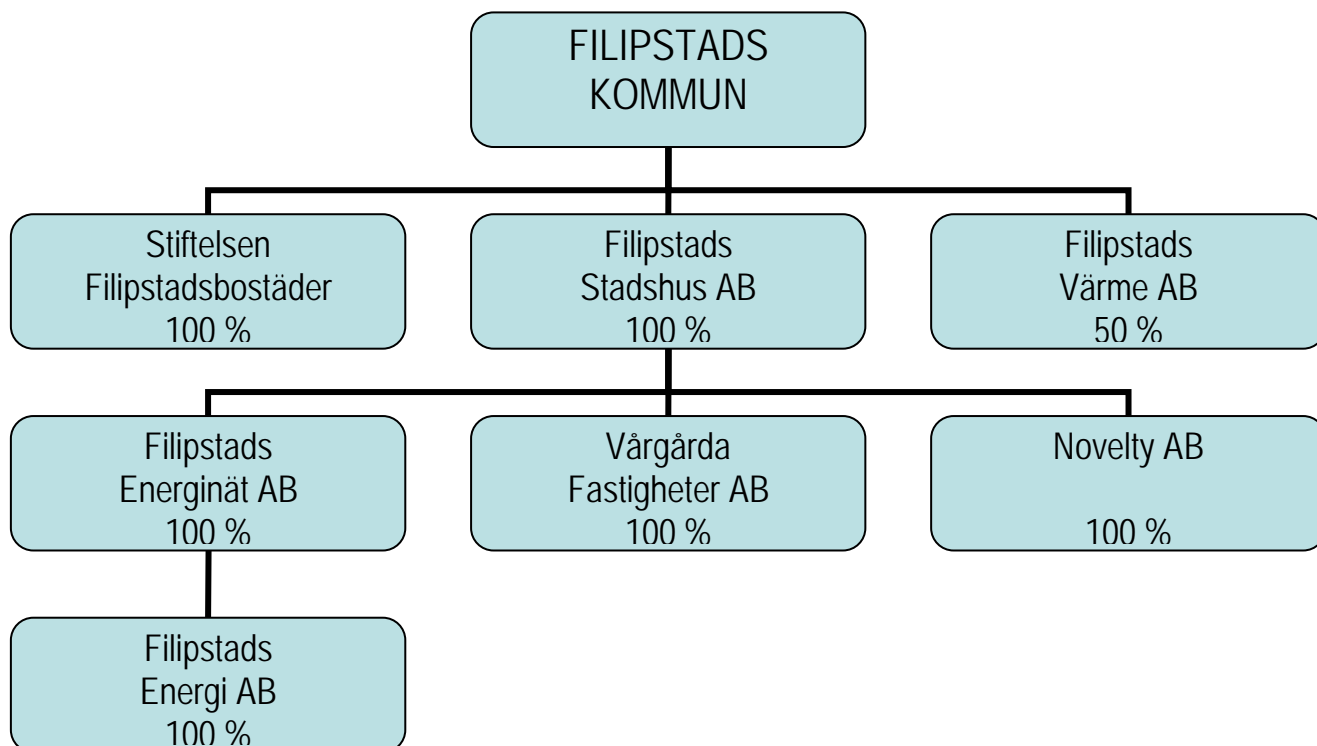 FILIPSTADS
KOMMUN
Stiftelsen
Filipstadsbostäder
100 %
Filipstads
Stadshus AB
100 %
Filipstads
Värme AB
50 %
Filipstads
Energinät AB
100 %
Vårgårda
Fastigheter AB
100 %
Novelty AB
100 %
Filipstads
Energi AB
100 %